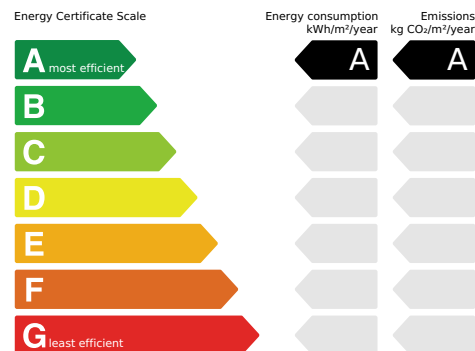 Energy Certificate Scale
Energy consumption
kWh/m²/year
Emissions
kg CO₂/m²/year
A most efficient
A
A
B
C
D
E
F
G least efficient